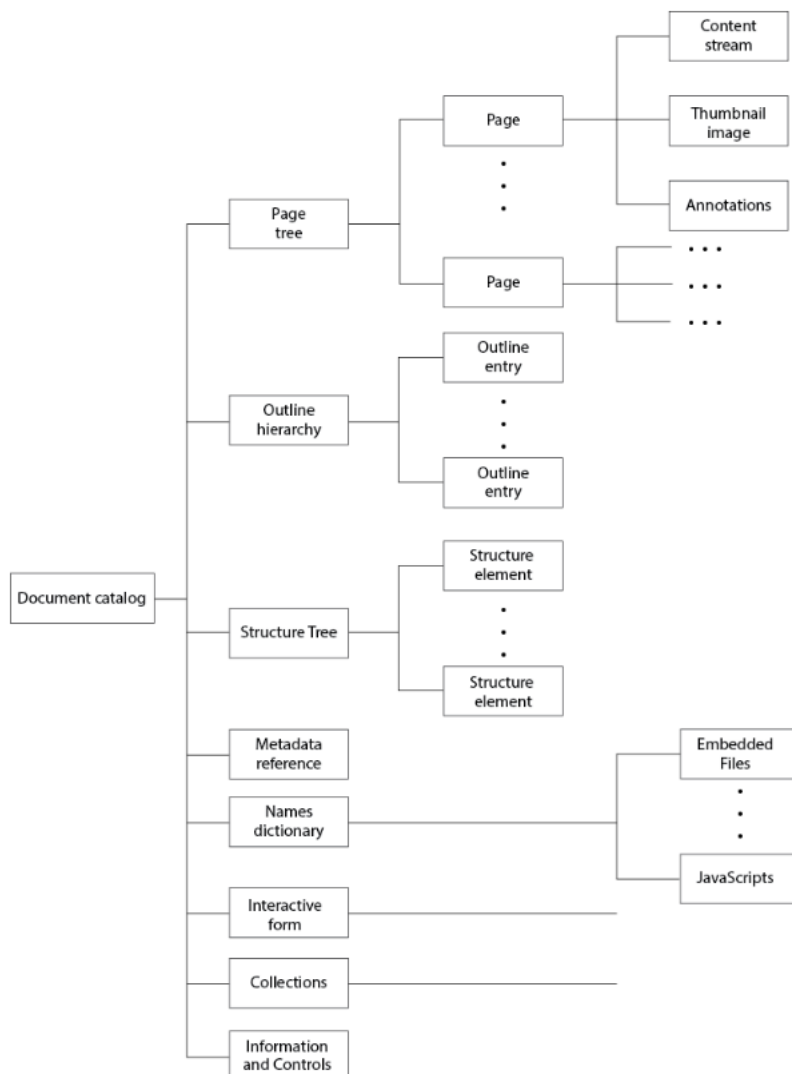 Content
stream
Page
Thumbnail
image
Annotations
Page
tree
Page
Outline
entry
Outline
hierarchy
Outline
entry
Document catalog
Structure
element
Structure Tree
Structure
element
Metadata
reference
Embedded
Files
Names
dictionary
JavaScripts
Interactive
form
Collections
Information
and Controls